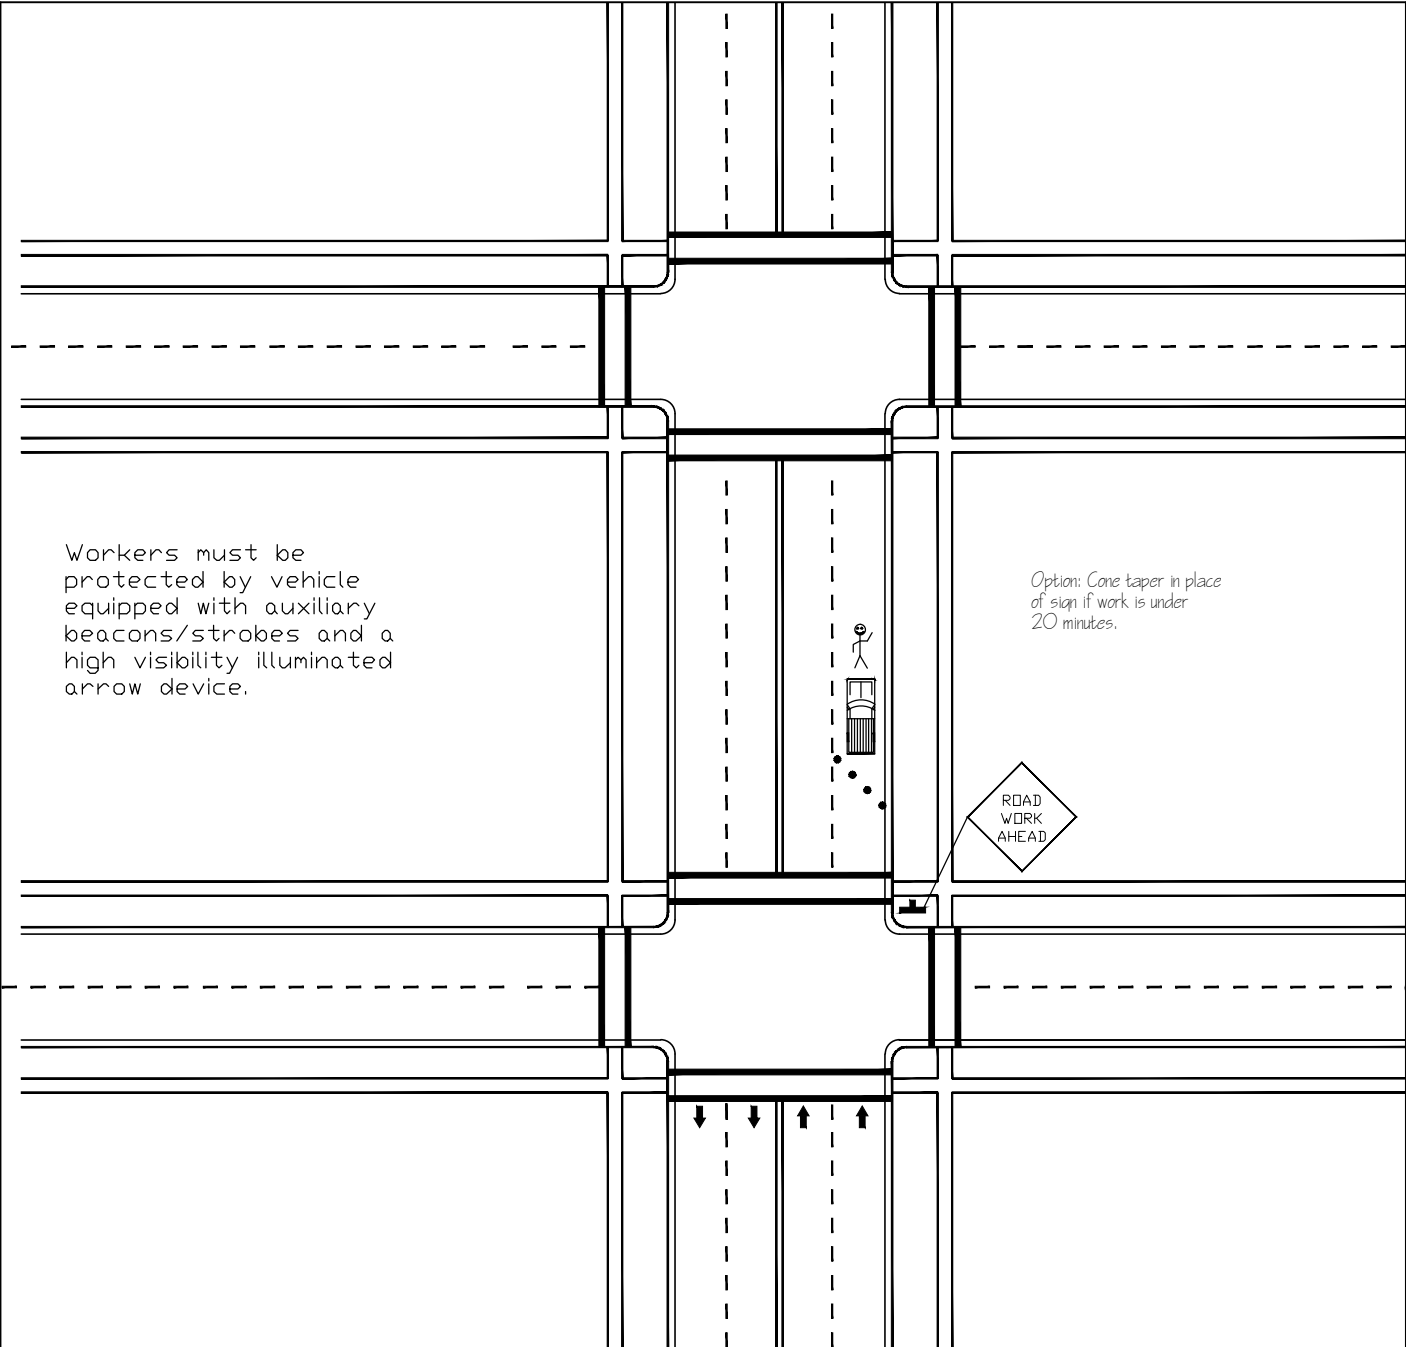 Workers must be
protected by vehicle
equipped with auxiliary
beacons/strobes and a
high visibility illuminated
arrow device.
Option: Cone taper in place
of sign if work is under
20 minutes.
ROAD
WORK
AHEAD